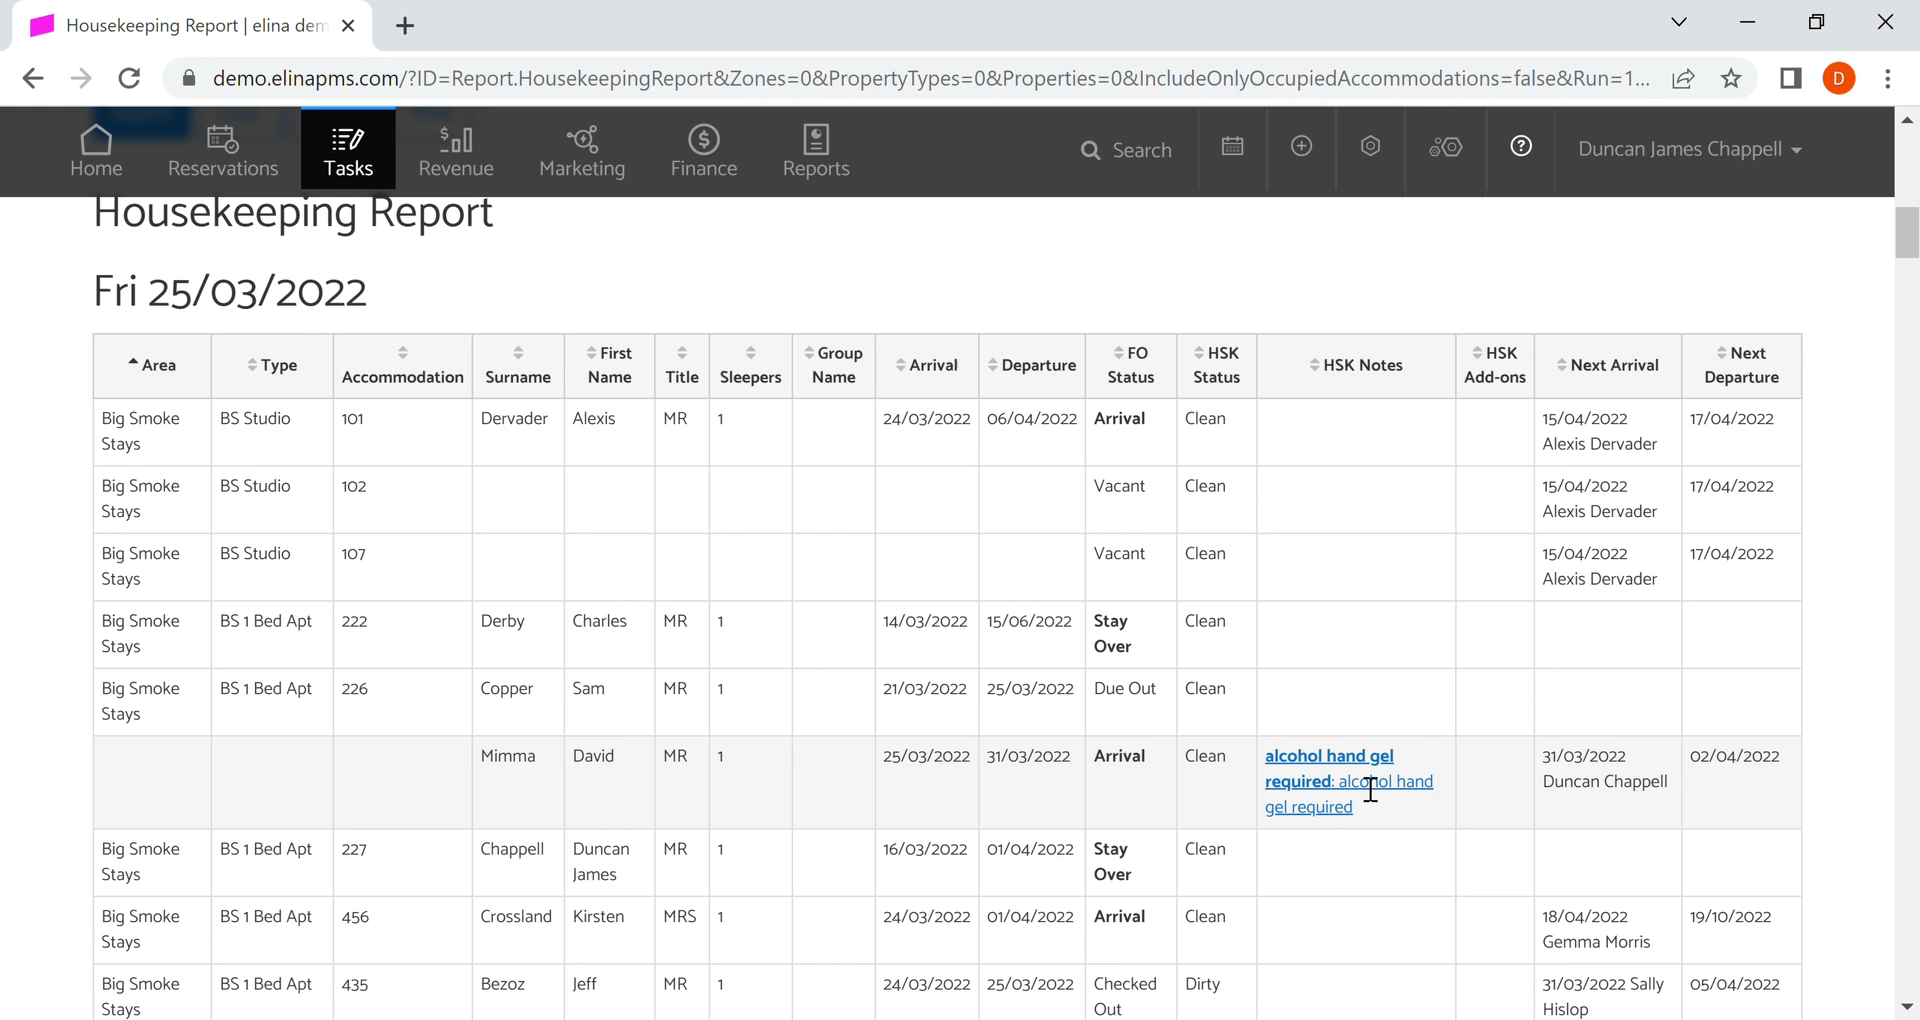 Housekeeping Report | elina dem
demo.elinapms.com/?ID=Report.HousekeepingReport&Zones=0&PropertyTypes=0&Properties=0&IncludeOnlyOccupiedAccommodations=false&Run=1...
D
Home Reservations Tasks Revenue Marketing Finance Reports Search Duncan James Chappell
Housekeeping Report
Fri 25/03/2022
Area Type Accommodation Surname First Name Title Sleepers Group Name Arrival Departure FO Status HSK Status HSK Notes HSK Add-ons Next Arrival Next Departure
Big Smoke Stays BS Studio 101 Dervader Alexis MR 1 24/03/2022 06/04/2022 Arrival Clean 15/04/2022 Alexis Dervader 17/04/2022
Big Smoke Stays BS Studio 102 Vacant Clean 15/04/2022 Alexis Dervader 17/04/2022
Big Smoke Stays BS Studio 107 Vacant Clean 15/04/2022 Alexis Dervader 17/04/2022
Big Smoke Stays BS 1 Bed Apt 222 Derby Charles MR 1 14/03/2022 15/06/2022 Stay Over Clean
Big Smoke Stays BS 1 Bed Apt 226 Copper Sam MR 1 21/03/2022 25/03/2022 Due Out Clean
Mimma David MR 1 25/03/2022 31/03/2022 Arrival Clean alcohol hand gel required: alcohol hand gel required 31/03/2022 Duncan Chappell 02/04/2022
Big Smoke Stays BS 1 Bed Apt 227 Chappell Duncan James MR 1 16/03/2022 01/04/2022 Stay Over Clean
Big Smoke Stays BS 1 Bed Apt 456 Crossland Kirsten MRS 1 24/03/2022 01/04/2022 Arrival Clean 18/04/2022 Gemma Morris 19/10/2022
Big Smoke Stays BS 1 Bed Apt 435 Bezoz Jeff MR 1 24/03/2022 25/03/2022 Checked Out Dirty 31/03/2022 Sally Hislop 05/04/2022